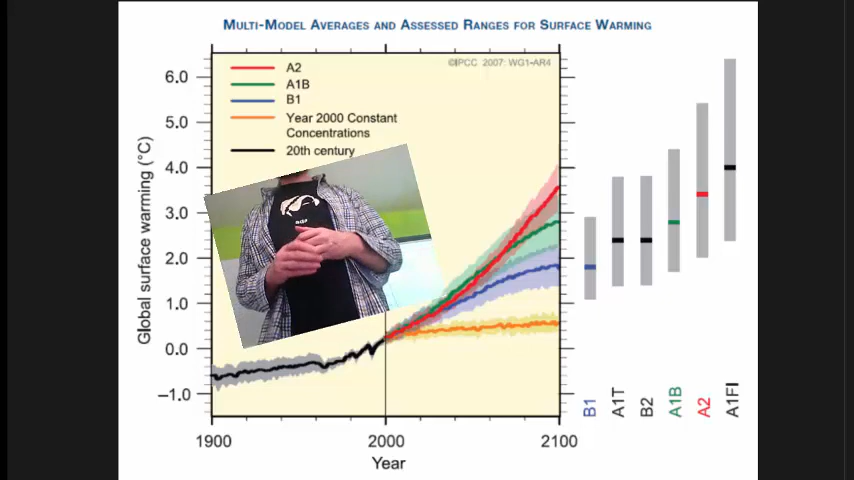 MULTI-MODEL AVERAGES AND ASSESSED RANGES FOR SURFACE WARMING
©IPCC 2007: WG1-AR4
A2
A1B
B1
Year 2000 Constant
Concentrations
20th century
6.0
5.0
4.0
3.0
2.0
1.0
0.0
–1.0
Global surface warming (°C)
1900
2000
2100
Year
B1
A1T
B2
A1B
A2
A1FI